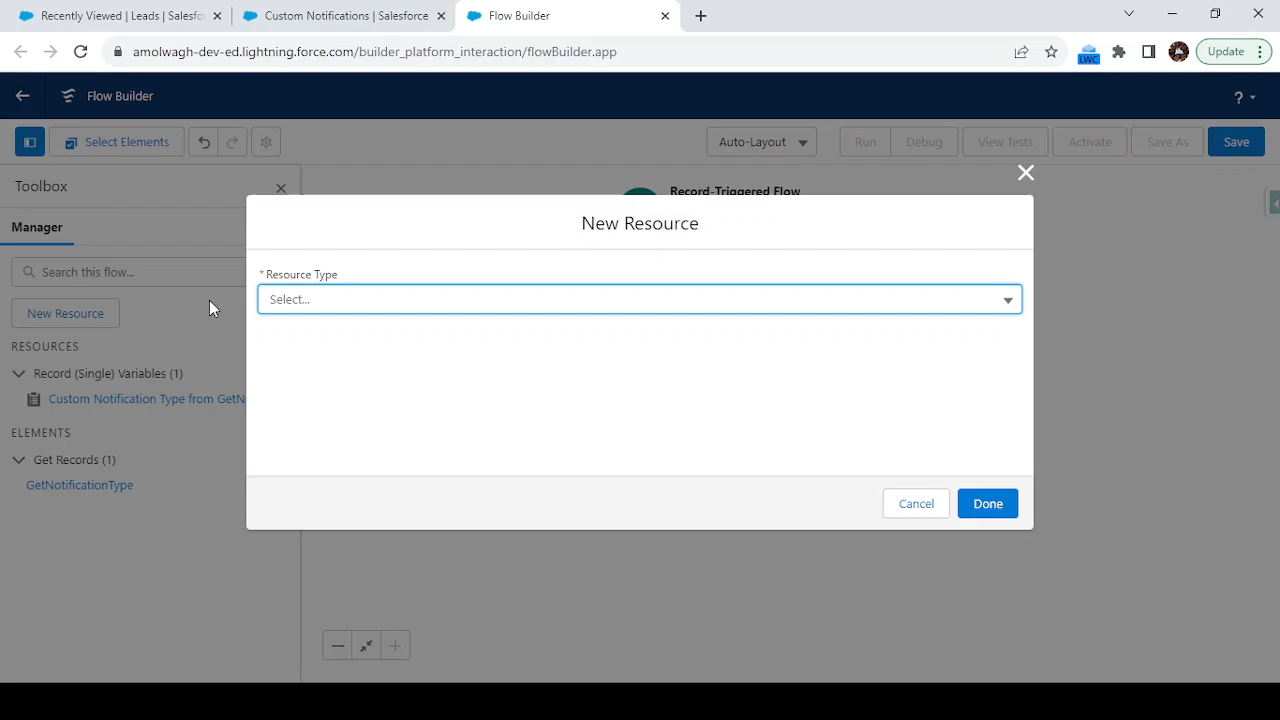 Recently Viewed | Leads | Salesfo
Custom Notifications | Salesforce
Flow Builder
amolwagh-dev-ed.lightning.force.com/builder_platform_interaction/flowBuilder.app
LWC
Update
Flow Builder
?
Select Elements
Auto-Layout
Run
Debug
View Tests
Activate
Save As
Save
Toolbox
Record-Triggered Flow
Manager
New Resource
Search this flow...
* Resource Type
Select...
New Resource
RESOURCES
Record (Single) Variables (1)
Custom Notification Type from GetN
ELEMENTS
Get Records (1)
GetNotificationType
Cancel
Done